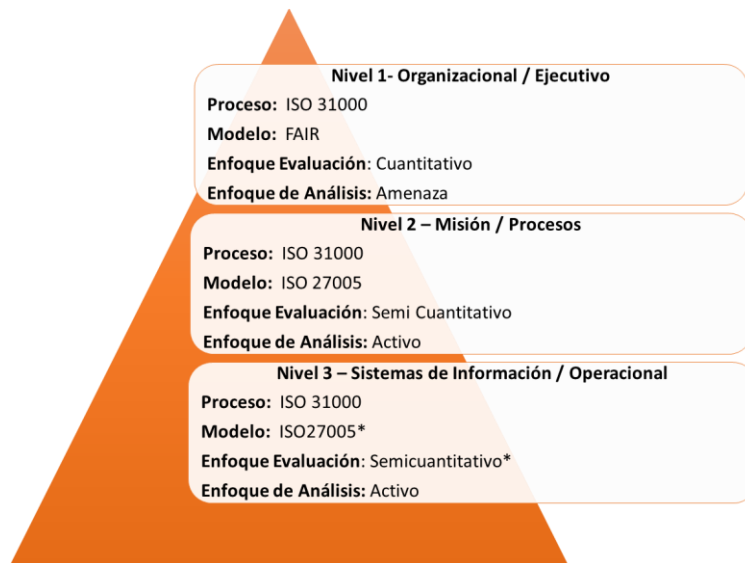 Nivel 1- Organizacional / Ejecutivo
Proceso: ISO 31000
Modelo: FAIR
Enfoque Evaluación: Cuantitativo
Enfoque de Análisis: Amenaza
Nivel 2 – Misión / Procesos
Proceso: ISO 31000
Modelo: ISO 27005
Enfoque Evaluación: Semi Cuantitativo
Enfoque de Análisis: Activo
Nivel 3 – Sistemas de Información / Operacional
Proceso: ISO 31000
Modelo: ISO27005*
Enfoque Evaluación: Semicuantitativo*
Enfoque de Análisis: Activo